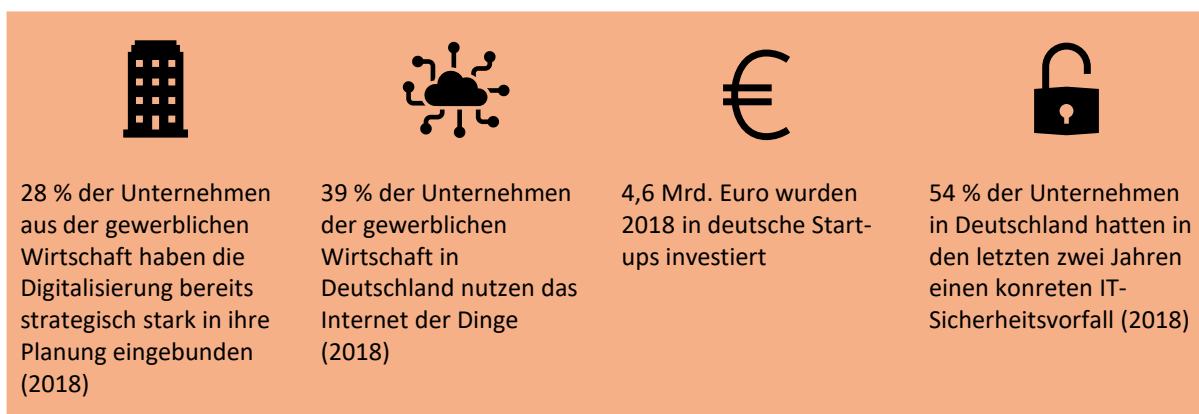 28 % der Unternehmen
aus der gewerblichen
Wirtschaft haben die
Digitalisierung bereits
strategisch stark in ihre
Planung eingebunden
(2018)
39 % der Unternehmen
der gewerblichen
Wirtschaft in
Deutschland nutzen das
Internet der Dinge
(2018)
4,6 Mrd. Euro wurden
2018 in deutsche Start-
ups investiert
54 % der Unternehmen
in Deutschland hatten in
den letzten zwei Jahren
einen konkreten IT-
Sicherheitsvorfall (2018)